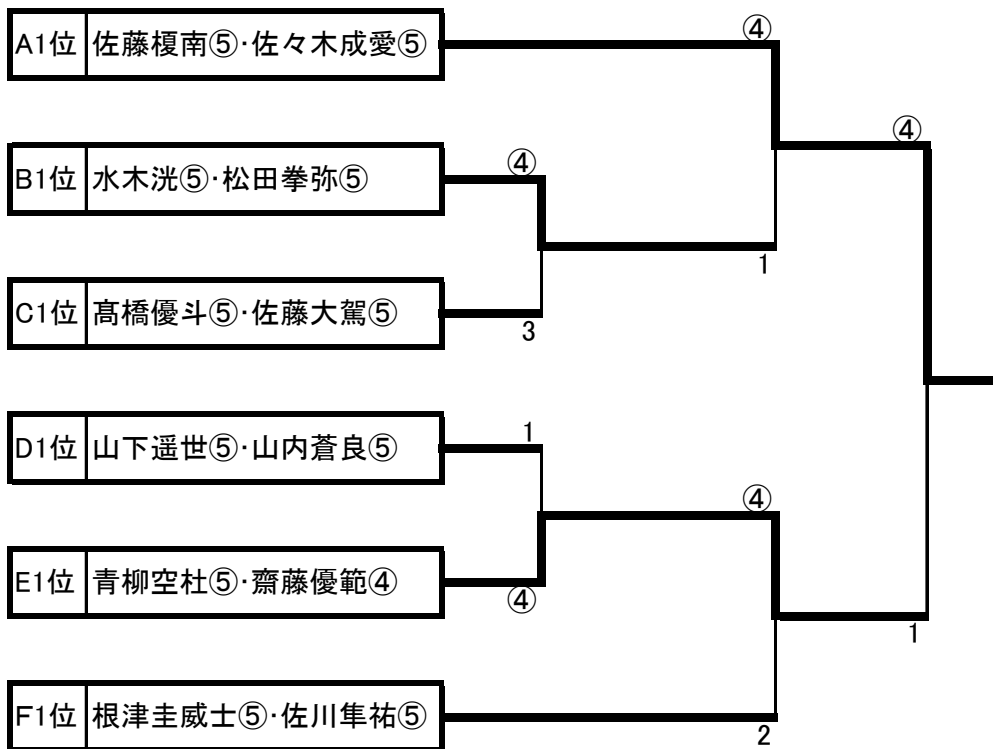 A1位 佐藤榎南⑤・佐々木成愛⑤
④
④
B1位 水木洸⑤・松田拳弥⑤
④
1
C1位 髙橋優斗⑤・佐藤大駕⑤
3
D1位 山下遥世⑤・山内蒼良⑤
1
④
E1位 青柳空杜⑤・齋藤優範④
④
1
F1位 根津圭威士⑤・佐川隼祐⑤
2